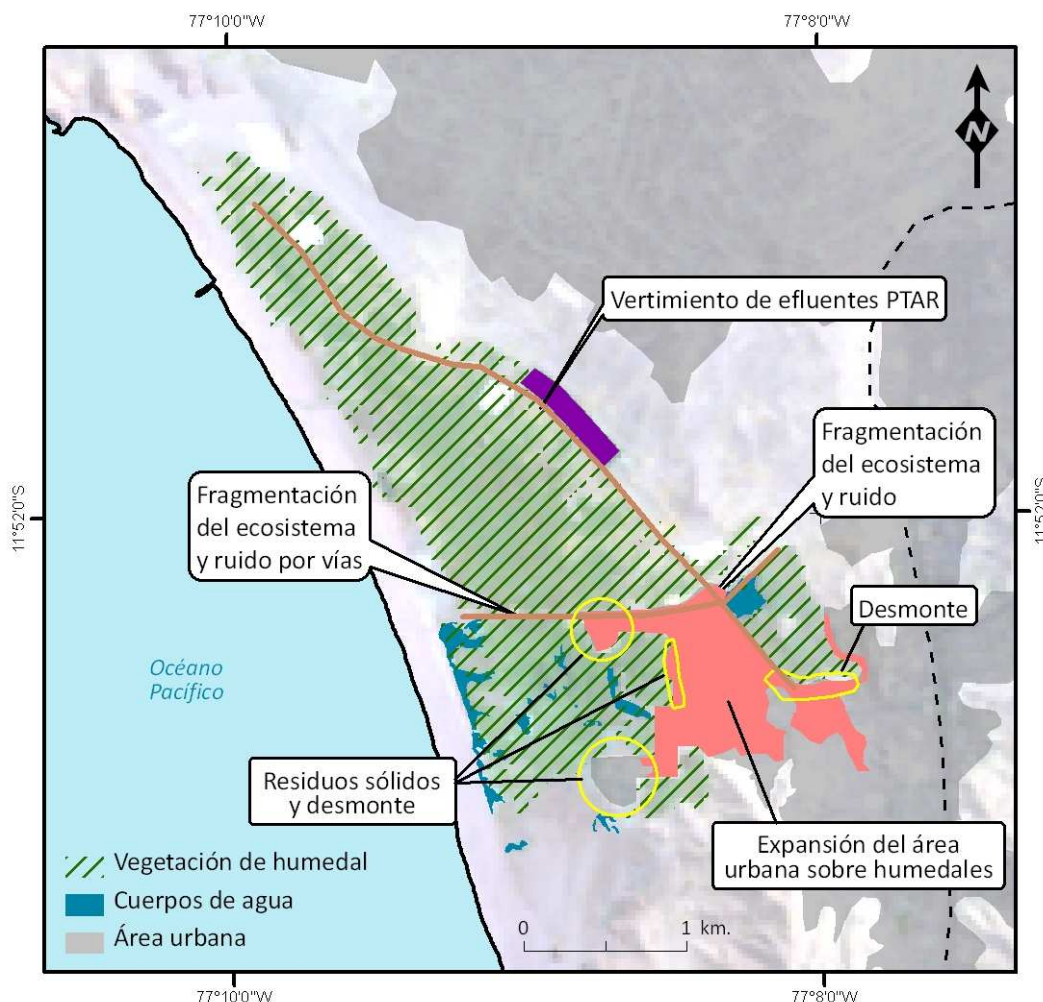 77°10'0"W
77°8'0"W
N
Vertimiento de efluentes PTAR
Fragmentación
del ecosistema
y ruido
Fragmentación
del ecosistema
y ruido por vías
11°52'0"S
11°52'0"S
Desmonte
Océano
Pacífico
Residuos sólidos
y desmonte
Expansión del área
urbana sobre humedales
Vegetación de humedal
Cuerpos de agua
Área urbana
0 1 km.
77°10'0"W
77°8'0"W